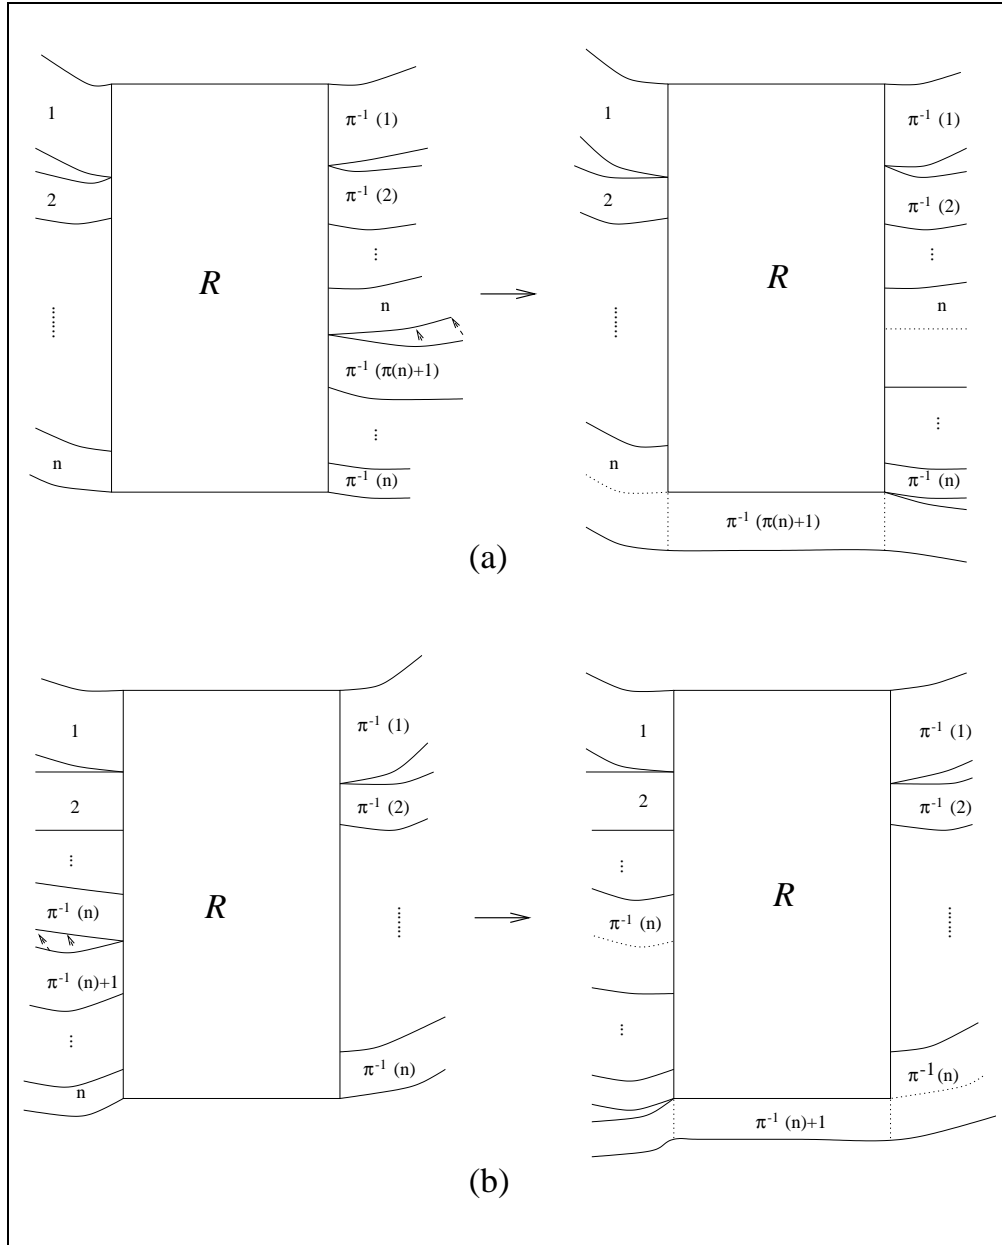 1
π⁻¹ (1)
2
π⁻¹ (2)
⋮
R
n
π⁻¹ (π(n)+1)
⋮
⋮
n
π⁻¹ (n)
1
π⁻¹ (1)
2
π⁻¹ (2)
⋮
R
n
⋮
⋮
n
π⁻¹ (n)
π⁻¹ (π(n)+1)
(a)
1
π⁻¹ (1)
2
π⁻¹ (2)
⋮
π⁻¹ (n)
R
⋮
π⁻¹ (n)+1
⋮
n
π⁻¹ (n)
1
π⁻¹ (1)
2
π⁻¹ (2)
⋮
π⁻¹ (n)
R
⋮
⋮
π⁻¹(n)
π⁻¹ (n)+1
(b)